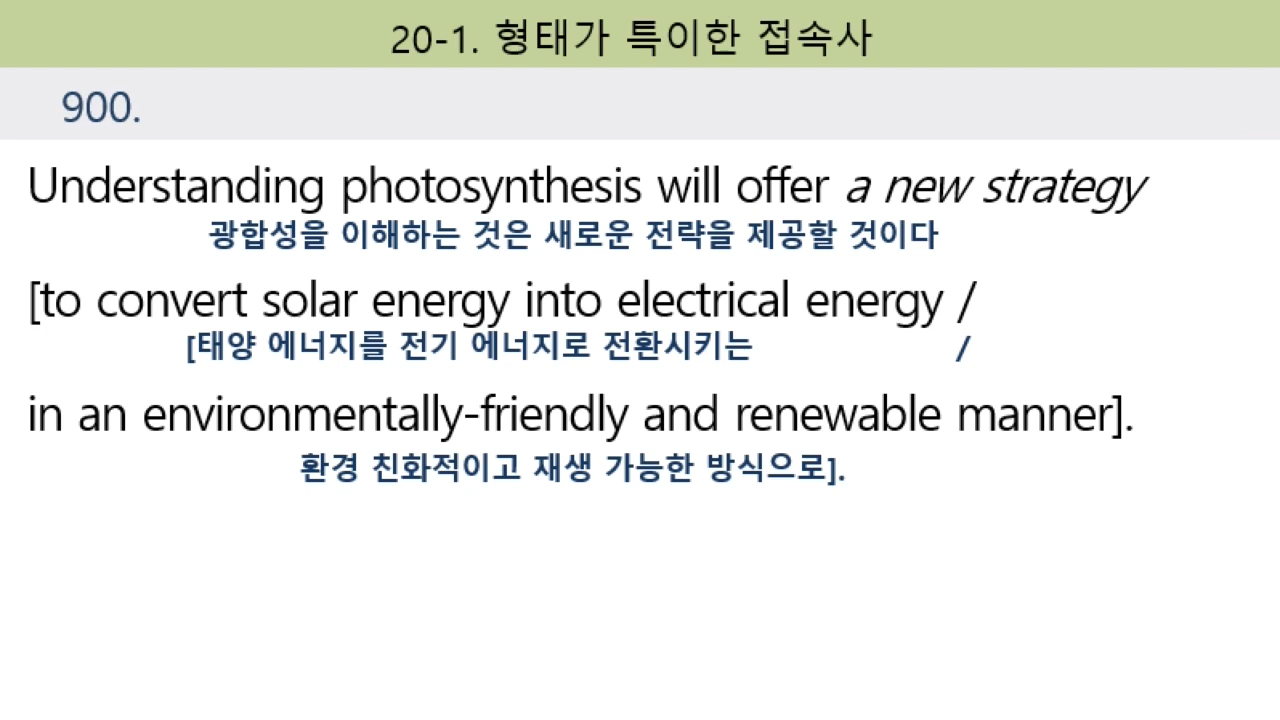 20-1. 형태가 특이한 접속사
900.
Understanding photosynthesis will offer a new strategy
광합성을 이해하는 것은 새로운 전략을 제공할 것이다
[to convert solar energy into electrical energy /
[태양 에너지를 전기 에너지로 전환시키는 /
in an environmentally-friendly and renewable manner].
환경 친화적이고 재생 가능한 방식으로].